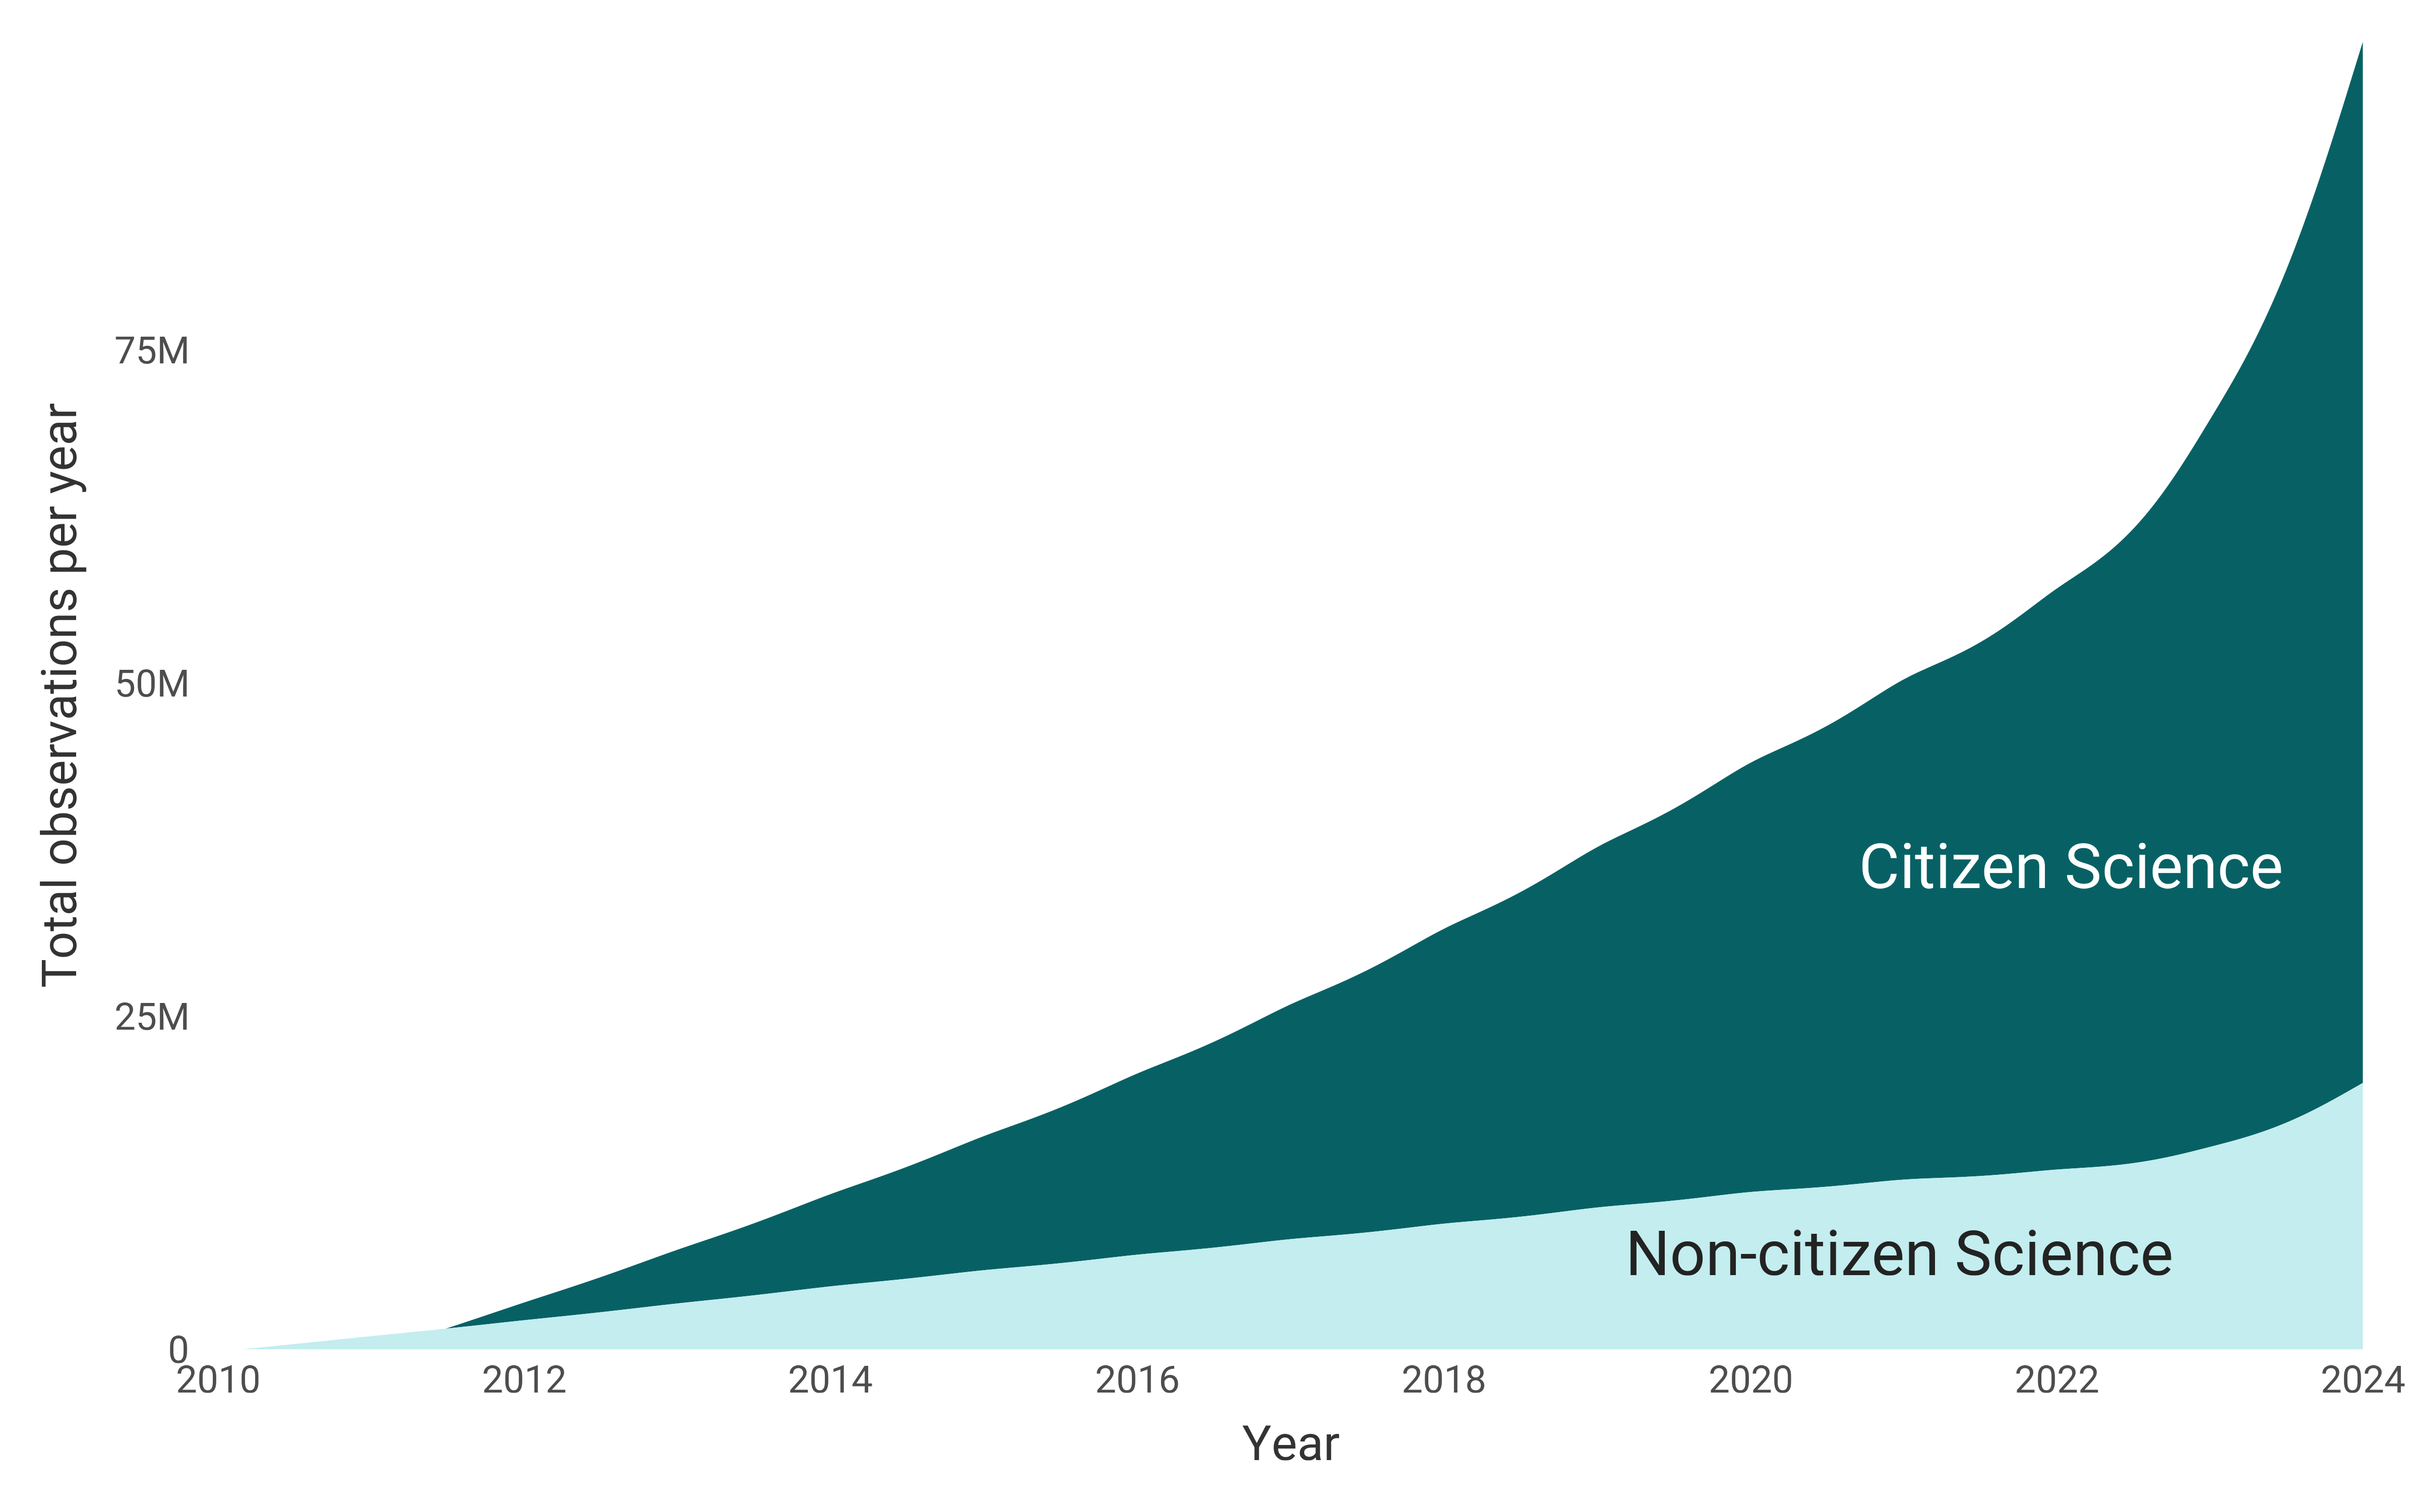 Total observations per year
75M
50M
25M
0
Citizen Science
Non-citizen Science
2010 2012 2014 2016 2018 2020 2022 2024
Year